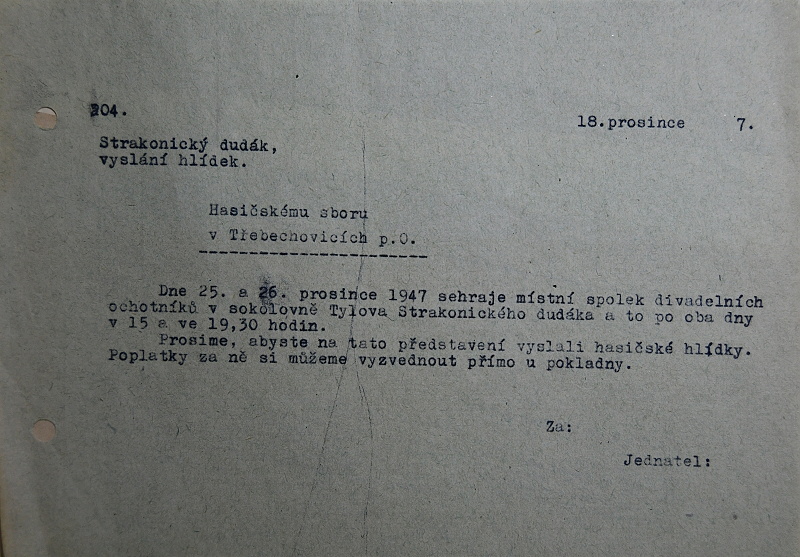 204.
18.prosince 7.
Strakonický dudák,
vyslání hlídek.
Hasičskému sboru
v Třebechovicích p.O.
Dne 25. a 26. prosince 1947 sehraje místní spolek divadelních
ochotníků v sokolovně Tylova Strakonického dudáka a to po oba dny
v 15 a ve 19,30 hodin.
Prosime, abyste na tato představení vyslali hasičské hlídky.
Poplatky za ně si můžeme vyzvednout přímo u pokladny.
Za:
Jednatel: